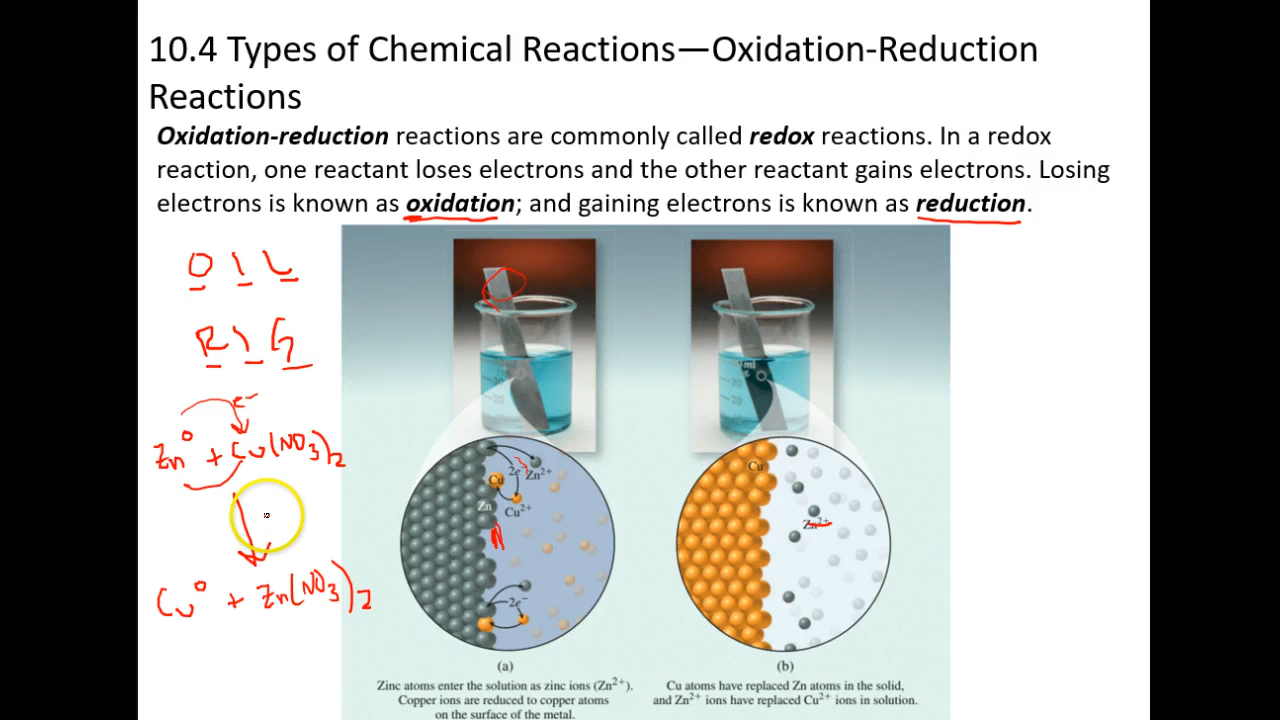 10.4 Types of Chemical Reactions—Oxidation-Reduction
Reactions
Oxidation-reduction reactions are commonly called redox reactions. In a redox
reaction, one reactant loses electrons and the other reactant gains electrons. Losing
electrons is known as oxidation; and gaining electrons is known as reduction.
O I L
R I G
e⁻
Zn⁰ + Cu(NO₃)₂
Cu⁰ + Zn(NO₃)₂
2e⁻
Zn²⁺
Cu
Zn
Cu²⁺
2e⁻
Cu
Zn²⁺
(a)
Zinc atoms enter the solution as zinc ions (Zn²⁺).
Copper ions are reduced to copper atoms
on the surface of the metal.
(b)
Cu atoms have replaced Zn atoms in the solid,
and Zn²⁺ ions have replaced Cu²⁺ ions in solution.